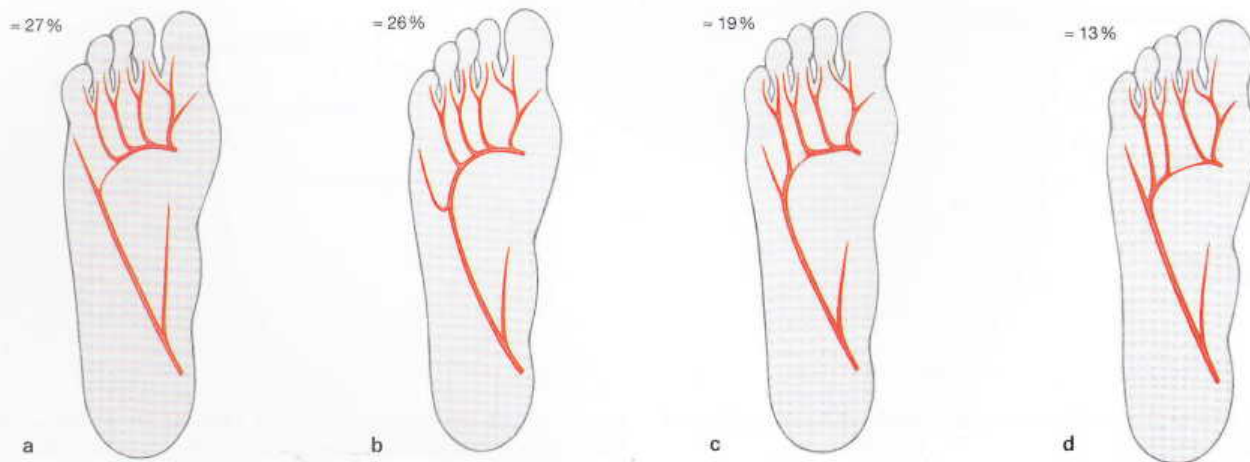 = 27%
= 26%
= 19%
= 13%
a
b
c
d